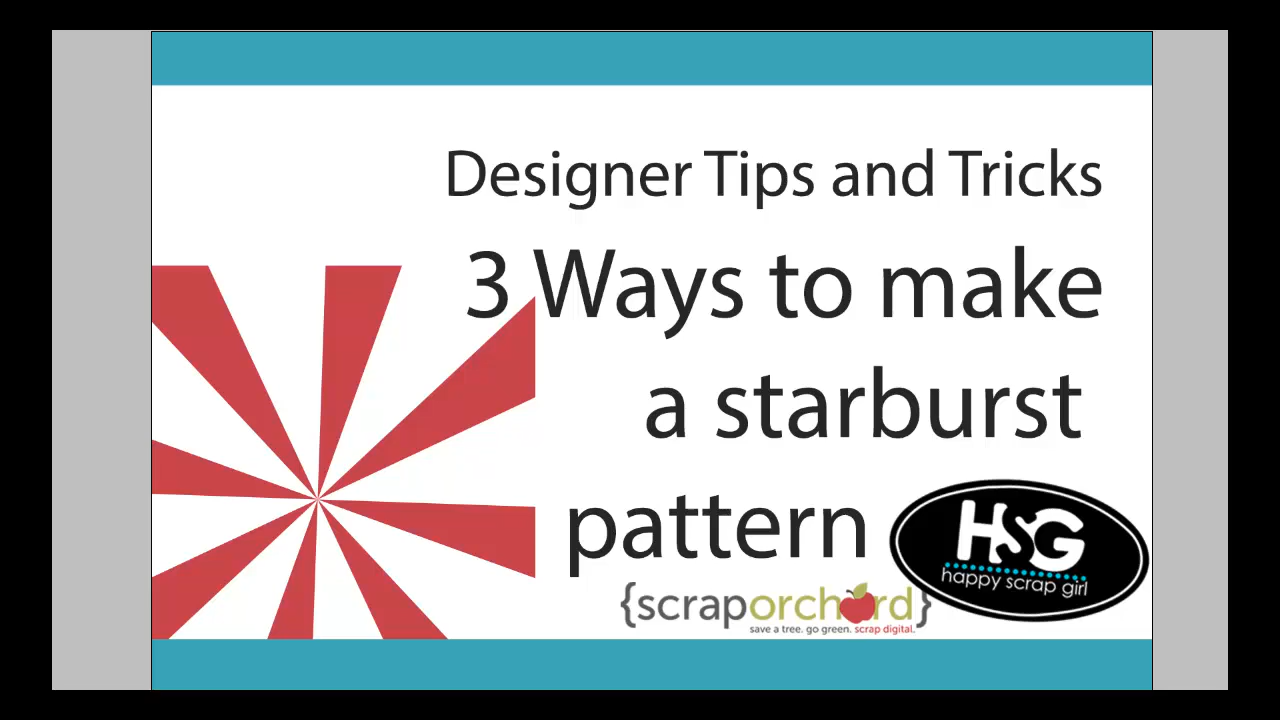 Designer Tips and Tricks
3 Ways to make
a starburst
pattern
HSG
happy scrap girl
{scraporchard}
save a tree. go green. scrap digital.